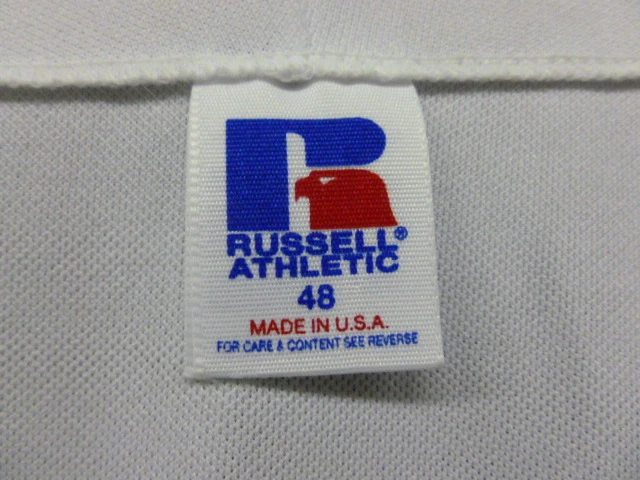 RUSSELL®
ATHLETIC
48
MADE IN U.S.A.
FOR CARE & CONTENT SEE REVERSE